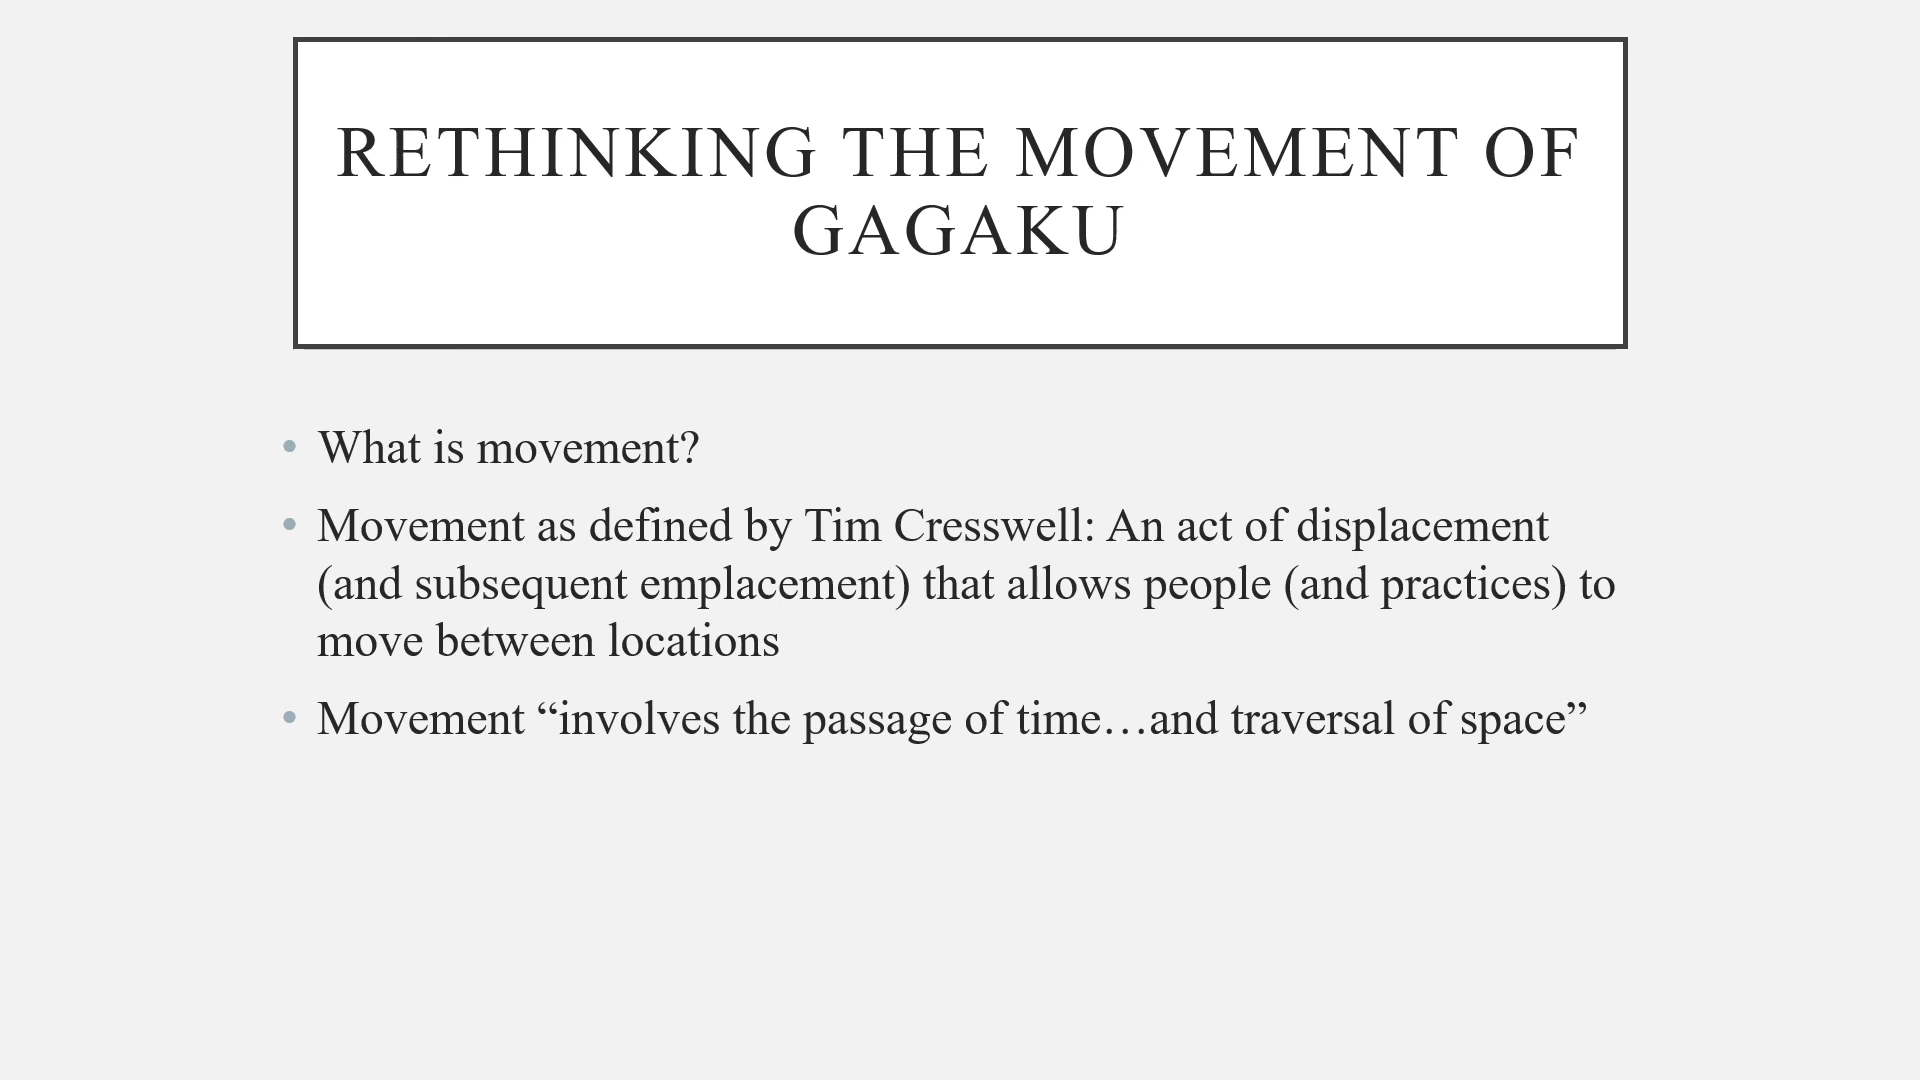 RETHINKING THE MOVEMENT OF
GAGAKU
• What is movement?
• Movement as defined by Tim Cresswell: An act of displacement
(and subsequent emplacement) that allows people (and practices) to
move between locations
• Movement “involves the passage of time…and traversal of space”